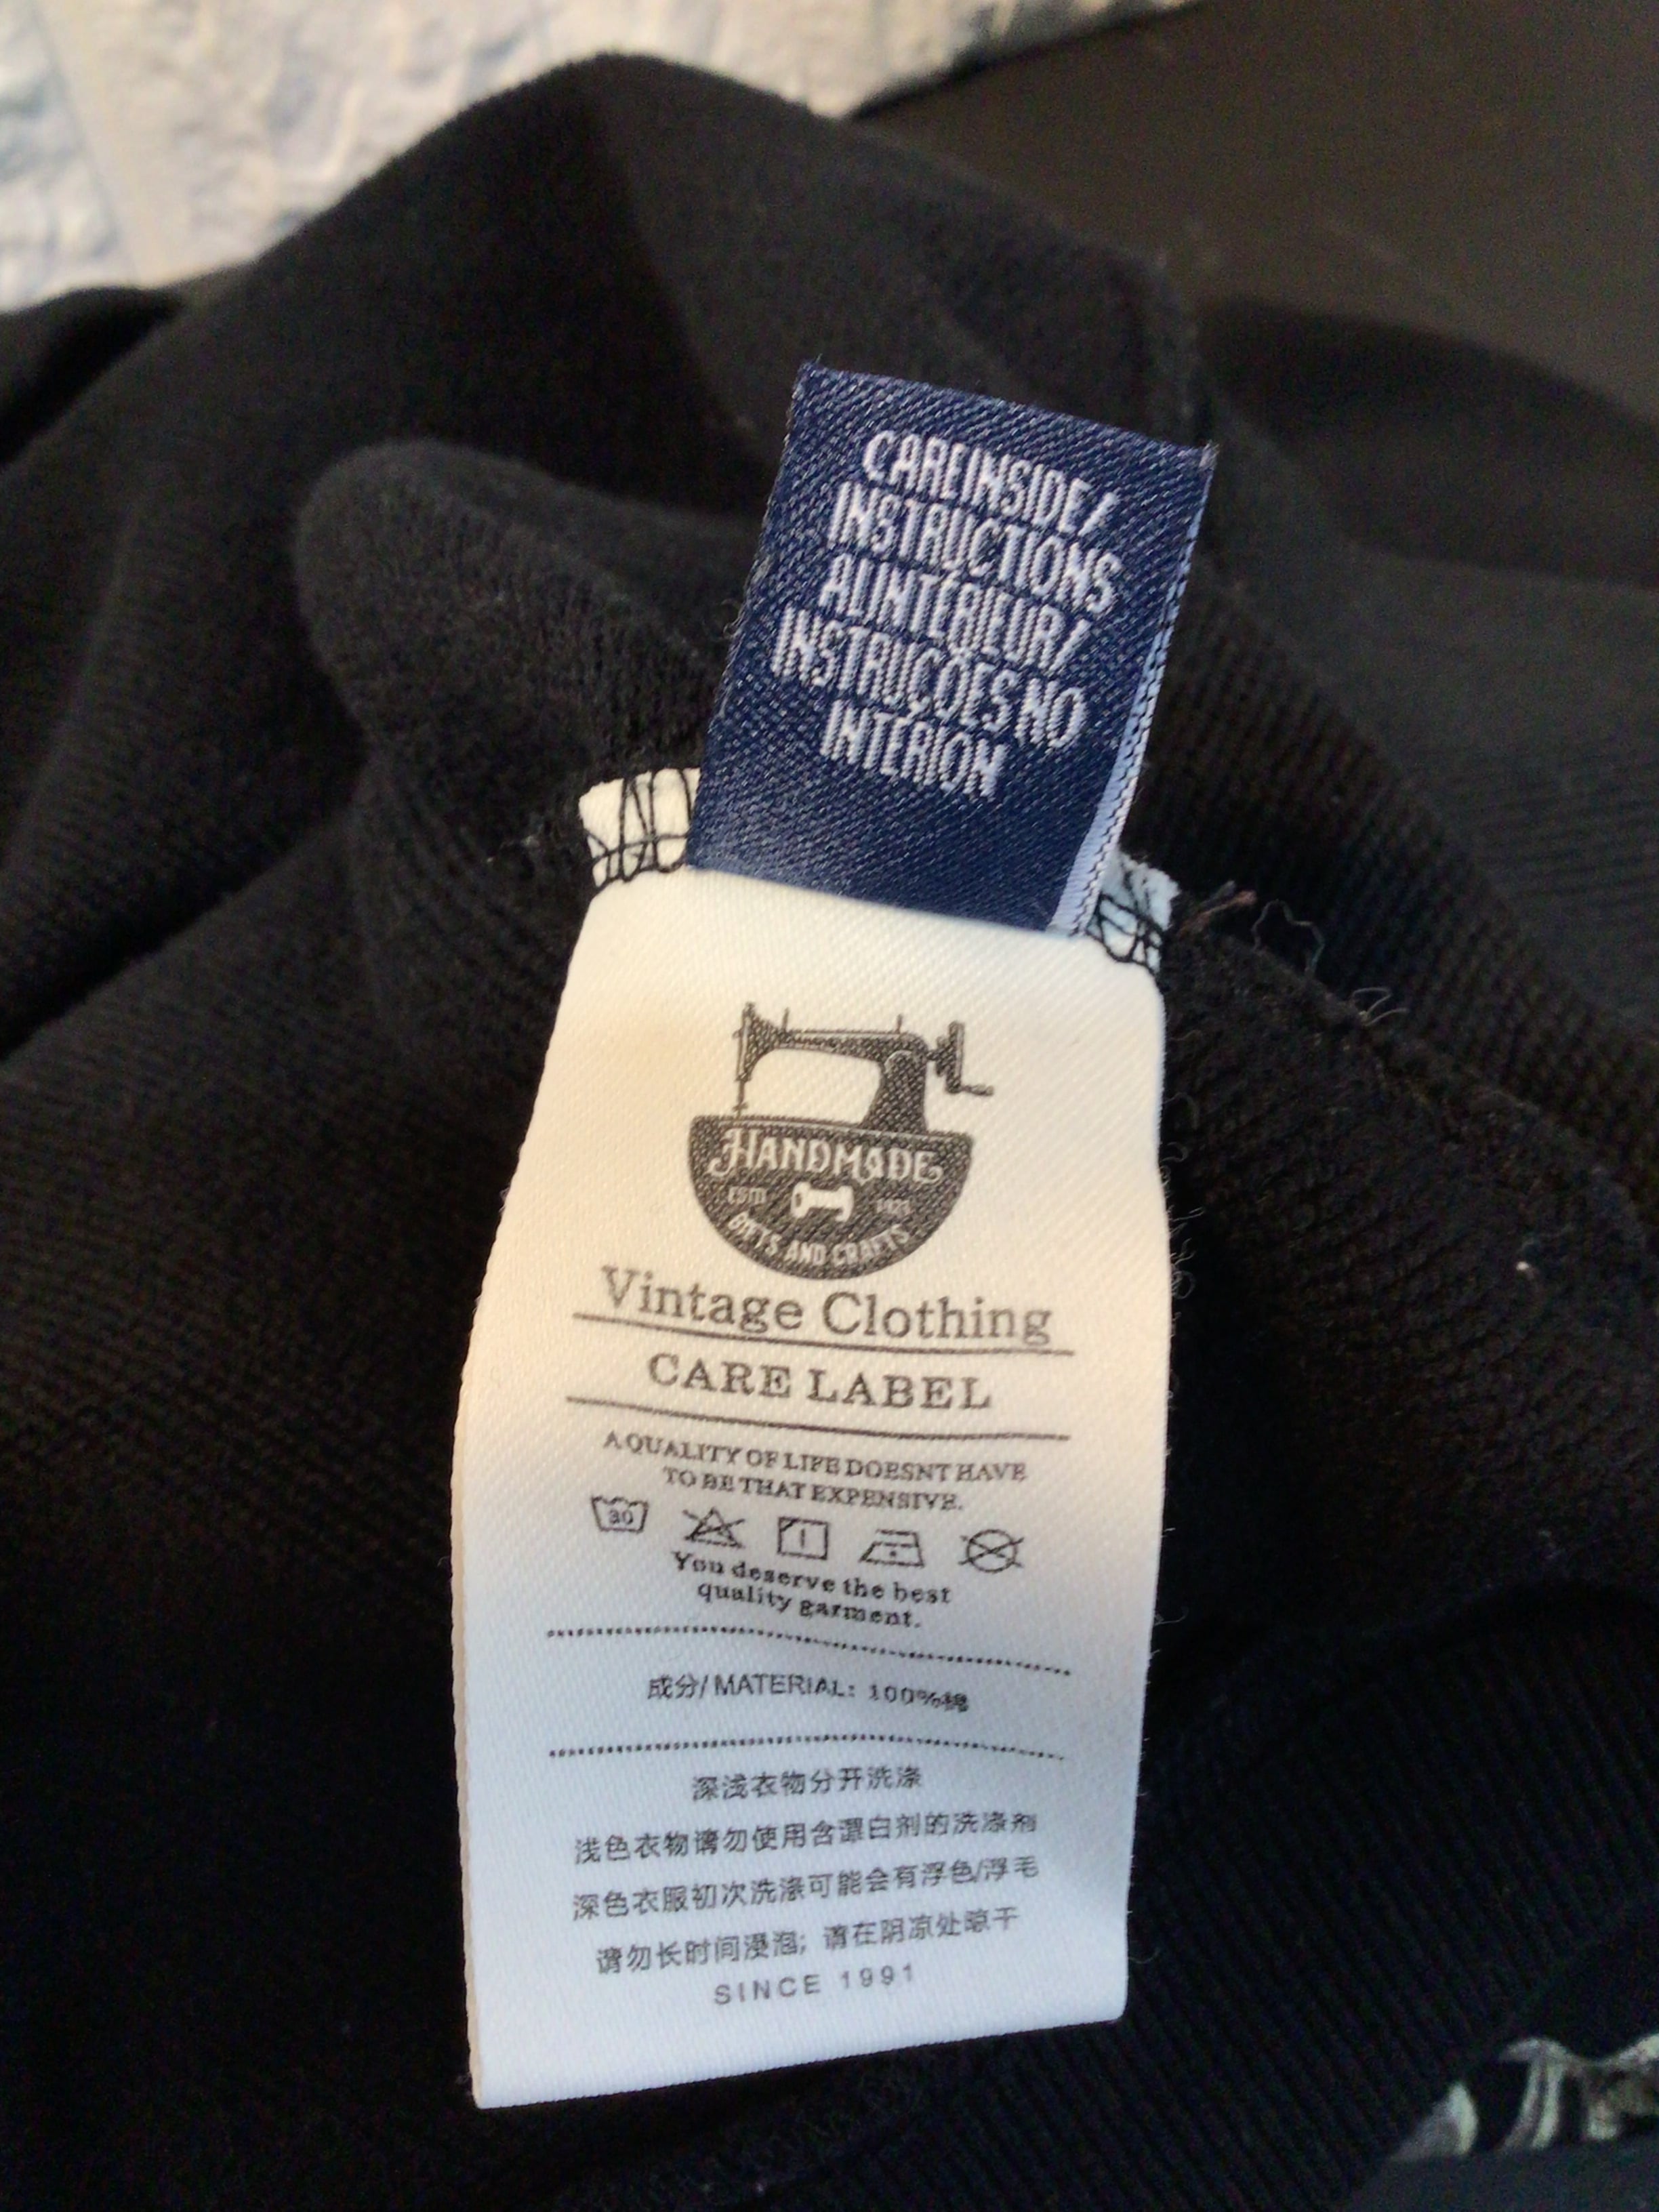 CARE INSIDE/
INSTRUCTIONS
ALINTÉRIEUR/
INSTRUCOES NO
INTERION
HANDMADE
ESTD
AND CRAFTS
Vintage Clothing
CARE LABEL
A QUALITY OF LIFE DOESNT HAVE
TO BE THAT EXPENSIVE.
30
You deserve the best
quality garment.
成分/MATERIAL: 100%棉
深浅衣物分开洗涤
浅色衣物请勿使用含漂白剂的洗涤剂
深色衣服初次洗涤可能会有浮色/浮毛
请勿长时间浸泡; 请在阴凉处晾干
SINCE 1991